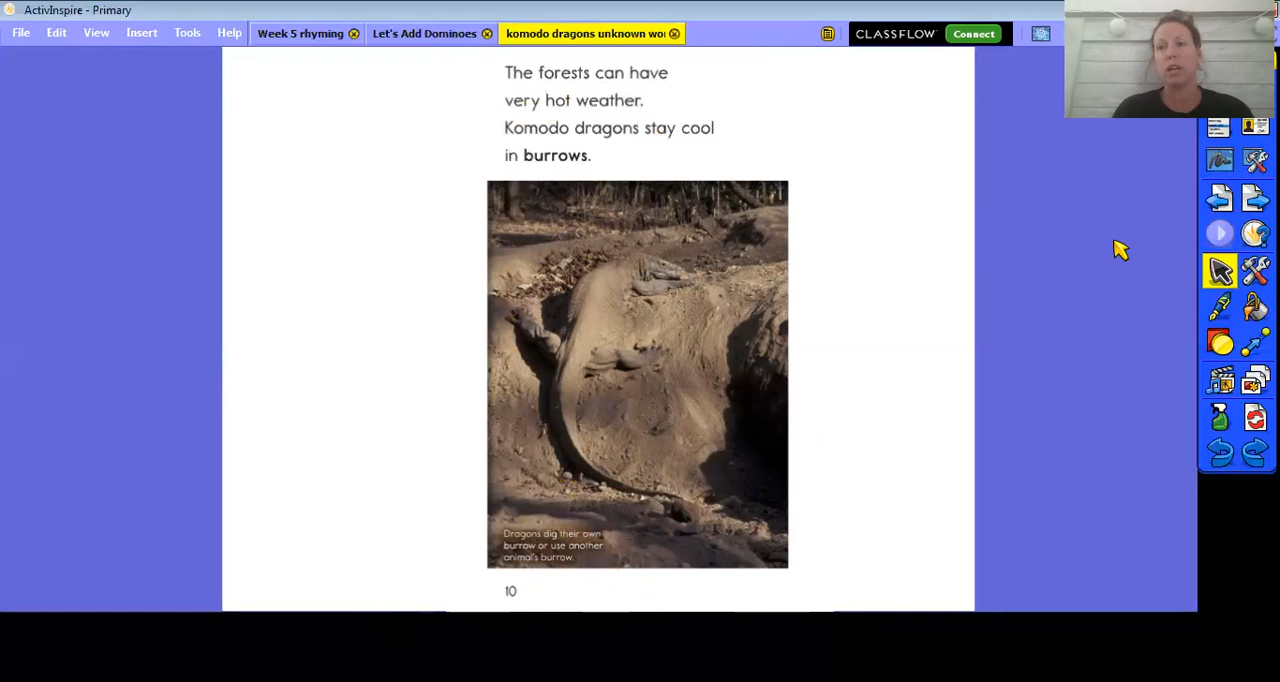 ActivInspire - Primary
File Edit View Insert Tools Help
Week 5 rhyming
Let's Add Dominoes
komodo dragons unknown wo
CLASSFLOW Connect
The forests can have
very hot weather.
Komodo dragons stay cool
in burrows.
Dragons dig their own
burrow or use another
animal's burrow.
10